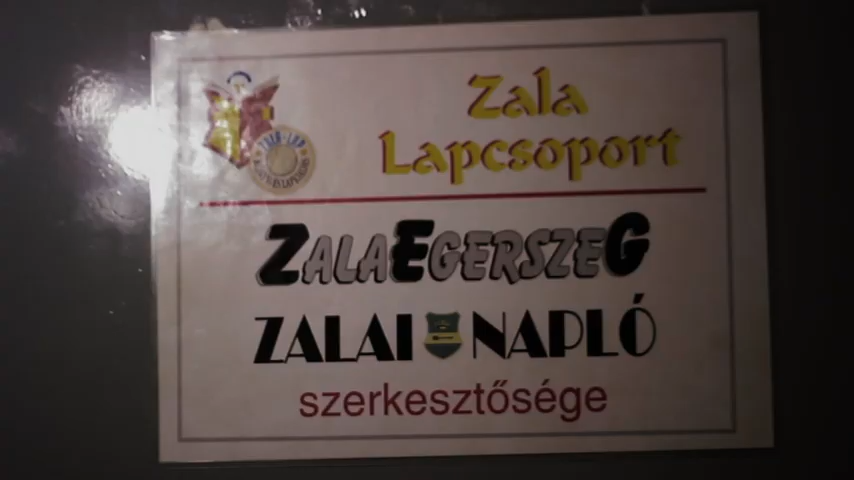 Zala
Lapcsoport
ZALAEGERSZEG
ZALAI NAPLÓ
szerkesztősége